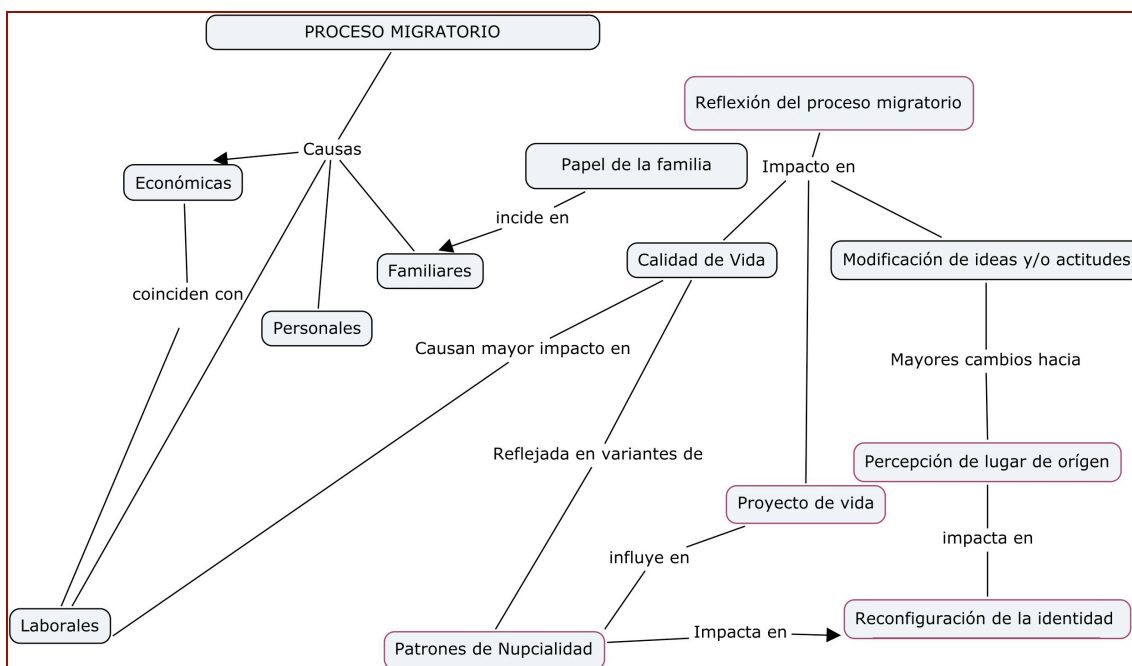 PROCESO MIGRATORIO
Reflexión del proceso migratorio
Causas
Papel de la familia
Impacto en
Económicas
incide en
Familiares
Calidad de Vida
Modificación de ideas y/o actitudes
coinciden con
Personales
Causan mayor impacto en
Mayores cambios hacia
Reflejada en variantes de
Percepción de lugar de orígen
Proyecto de vida
influye en
impacta en
Laborales
Patrones de Nupcialidad
Impacta en
Reconfiguración de la identidad